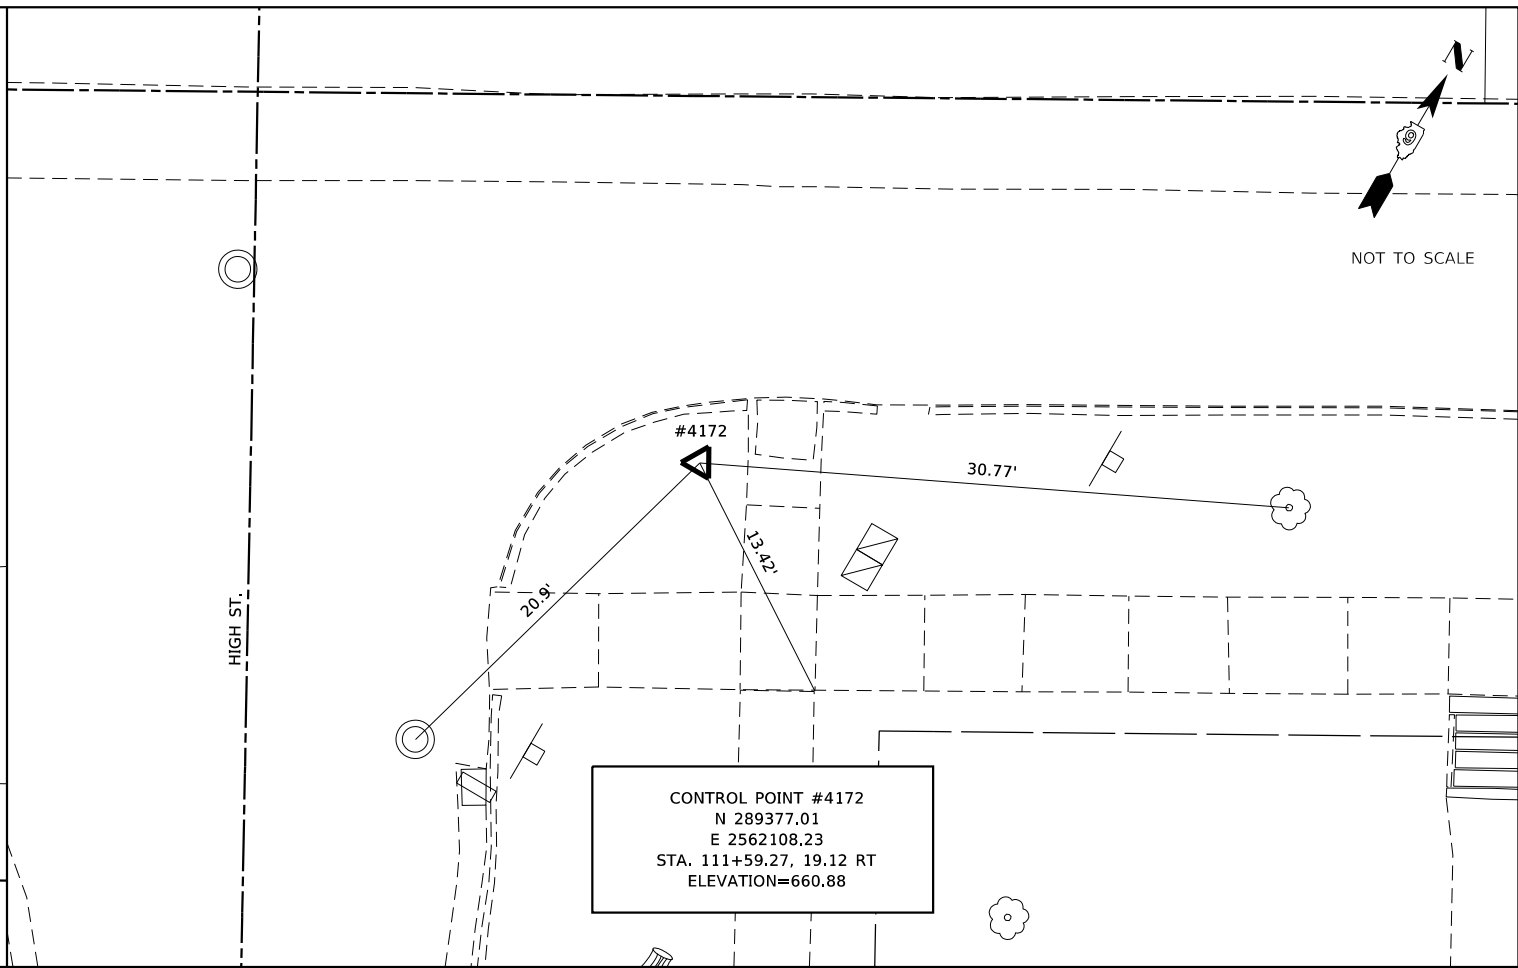 N
NOT TO SCALE
#4172
30.77'
13.42'
20.9'
HIGH ST.
CONTROL POINT #4172
N 289377.01
E 2562108.23
STA. 111+59.27, 19.12 RT
ELEVATION=660.88